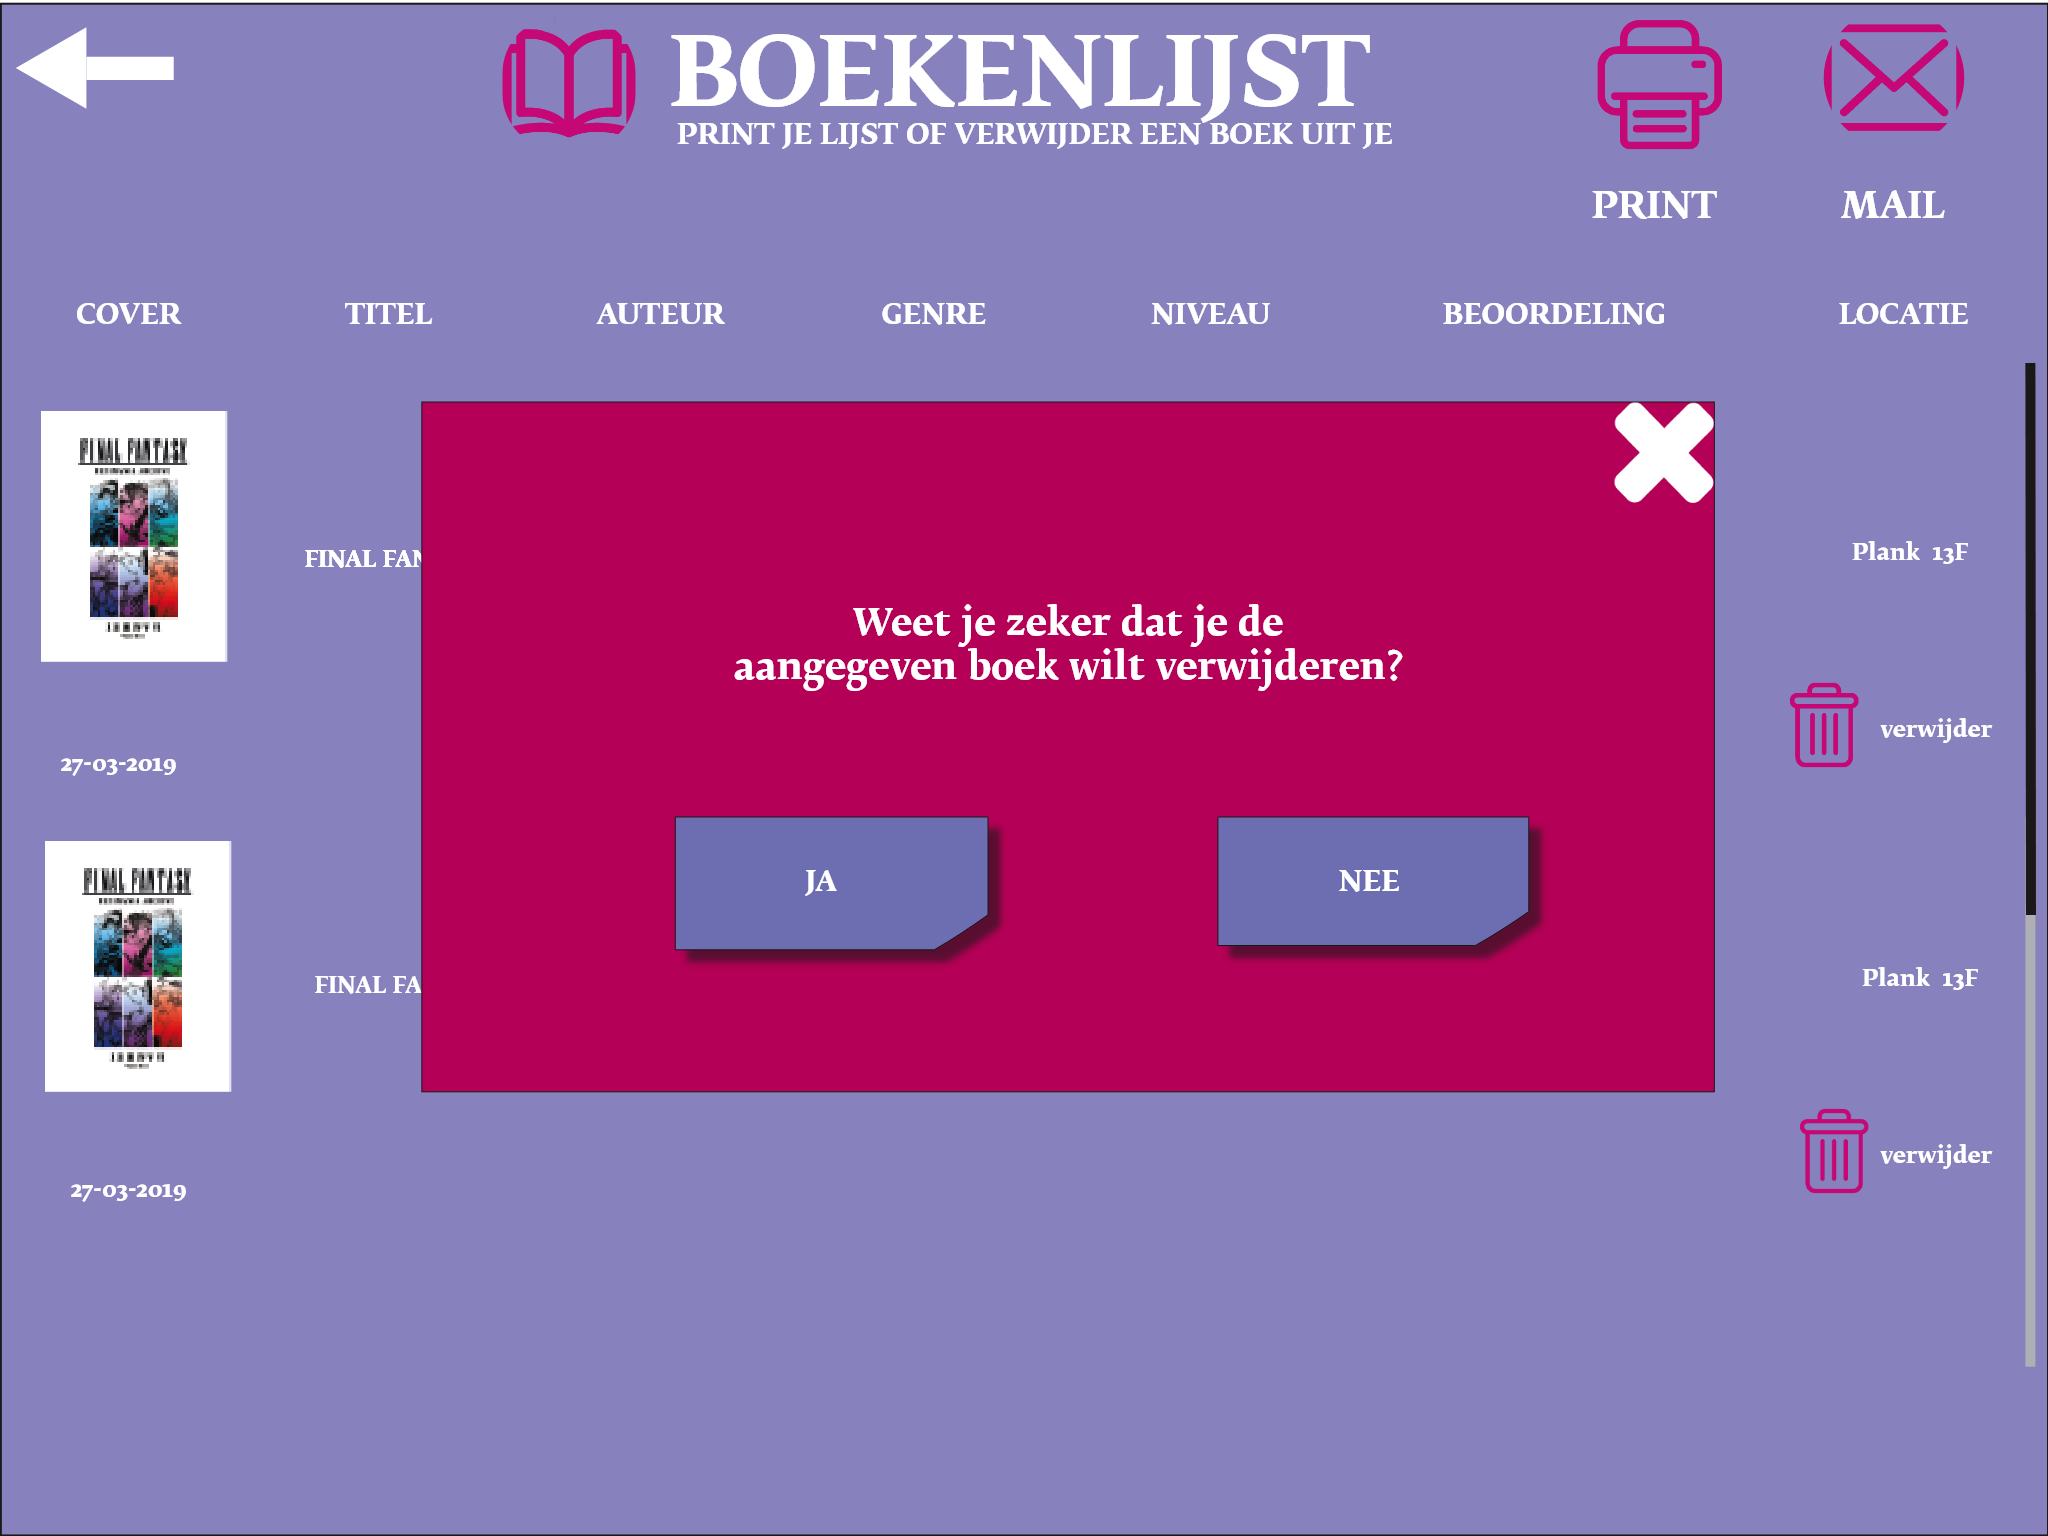 BOEKENLIJST
PRINT JE LIJST OF VERWIJDER EEN BOEK UIT JE
PRINT
MAIL
COVER
TITEL
AUTEUR
GENRE
NIVEAU
BEOORDELING
LOCATIE
FINAL FANTASY
FINAL FAN
Plank 13F
Weet je zeker dat je de
aangegeven boek wilt verwijderen?
verwijder
27-03-2019
JA
NEE
FINAL FANTASY
FINAL FA
Plank 13F
verwijder
27-03-2019